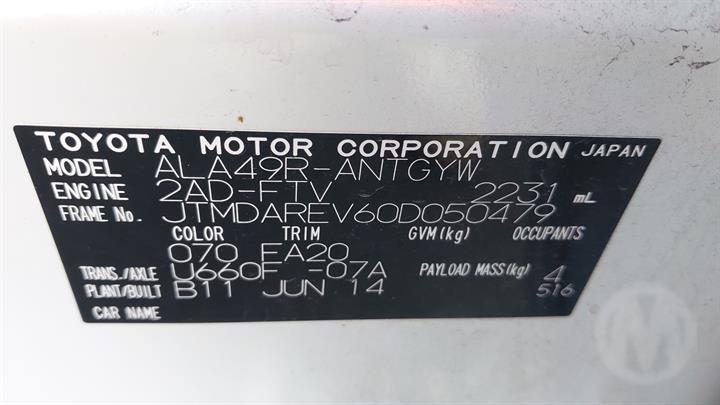 TOYOTA MOTOR CORPORATION JAPAN
MODEL ALA49R-ANTGYW
ENGINE 2AD-FTV 2231 mL
FRAME No. JTMDAREV60D050479
COLOR TRIM GVM(kg) OCCUPANTS
070 EA20
TRANS./AXLE U660F -07A PAYLOAD MASS(kg) 4
PLANT/BUILT B11 JUN 14 516
CAR NAME
M